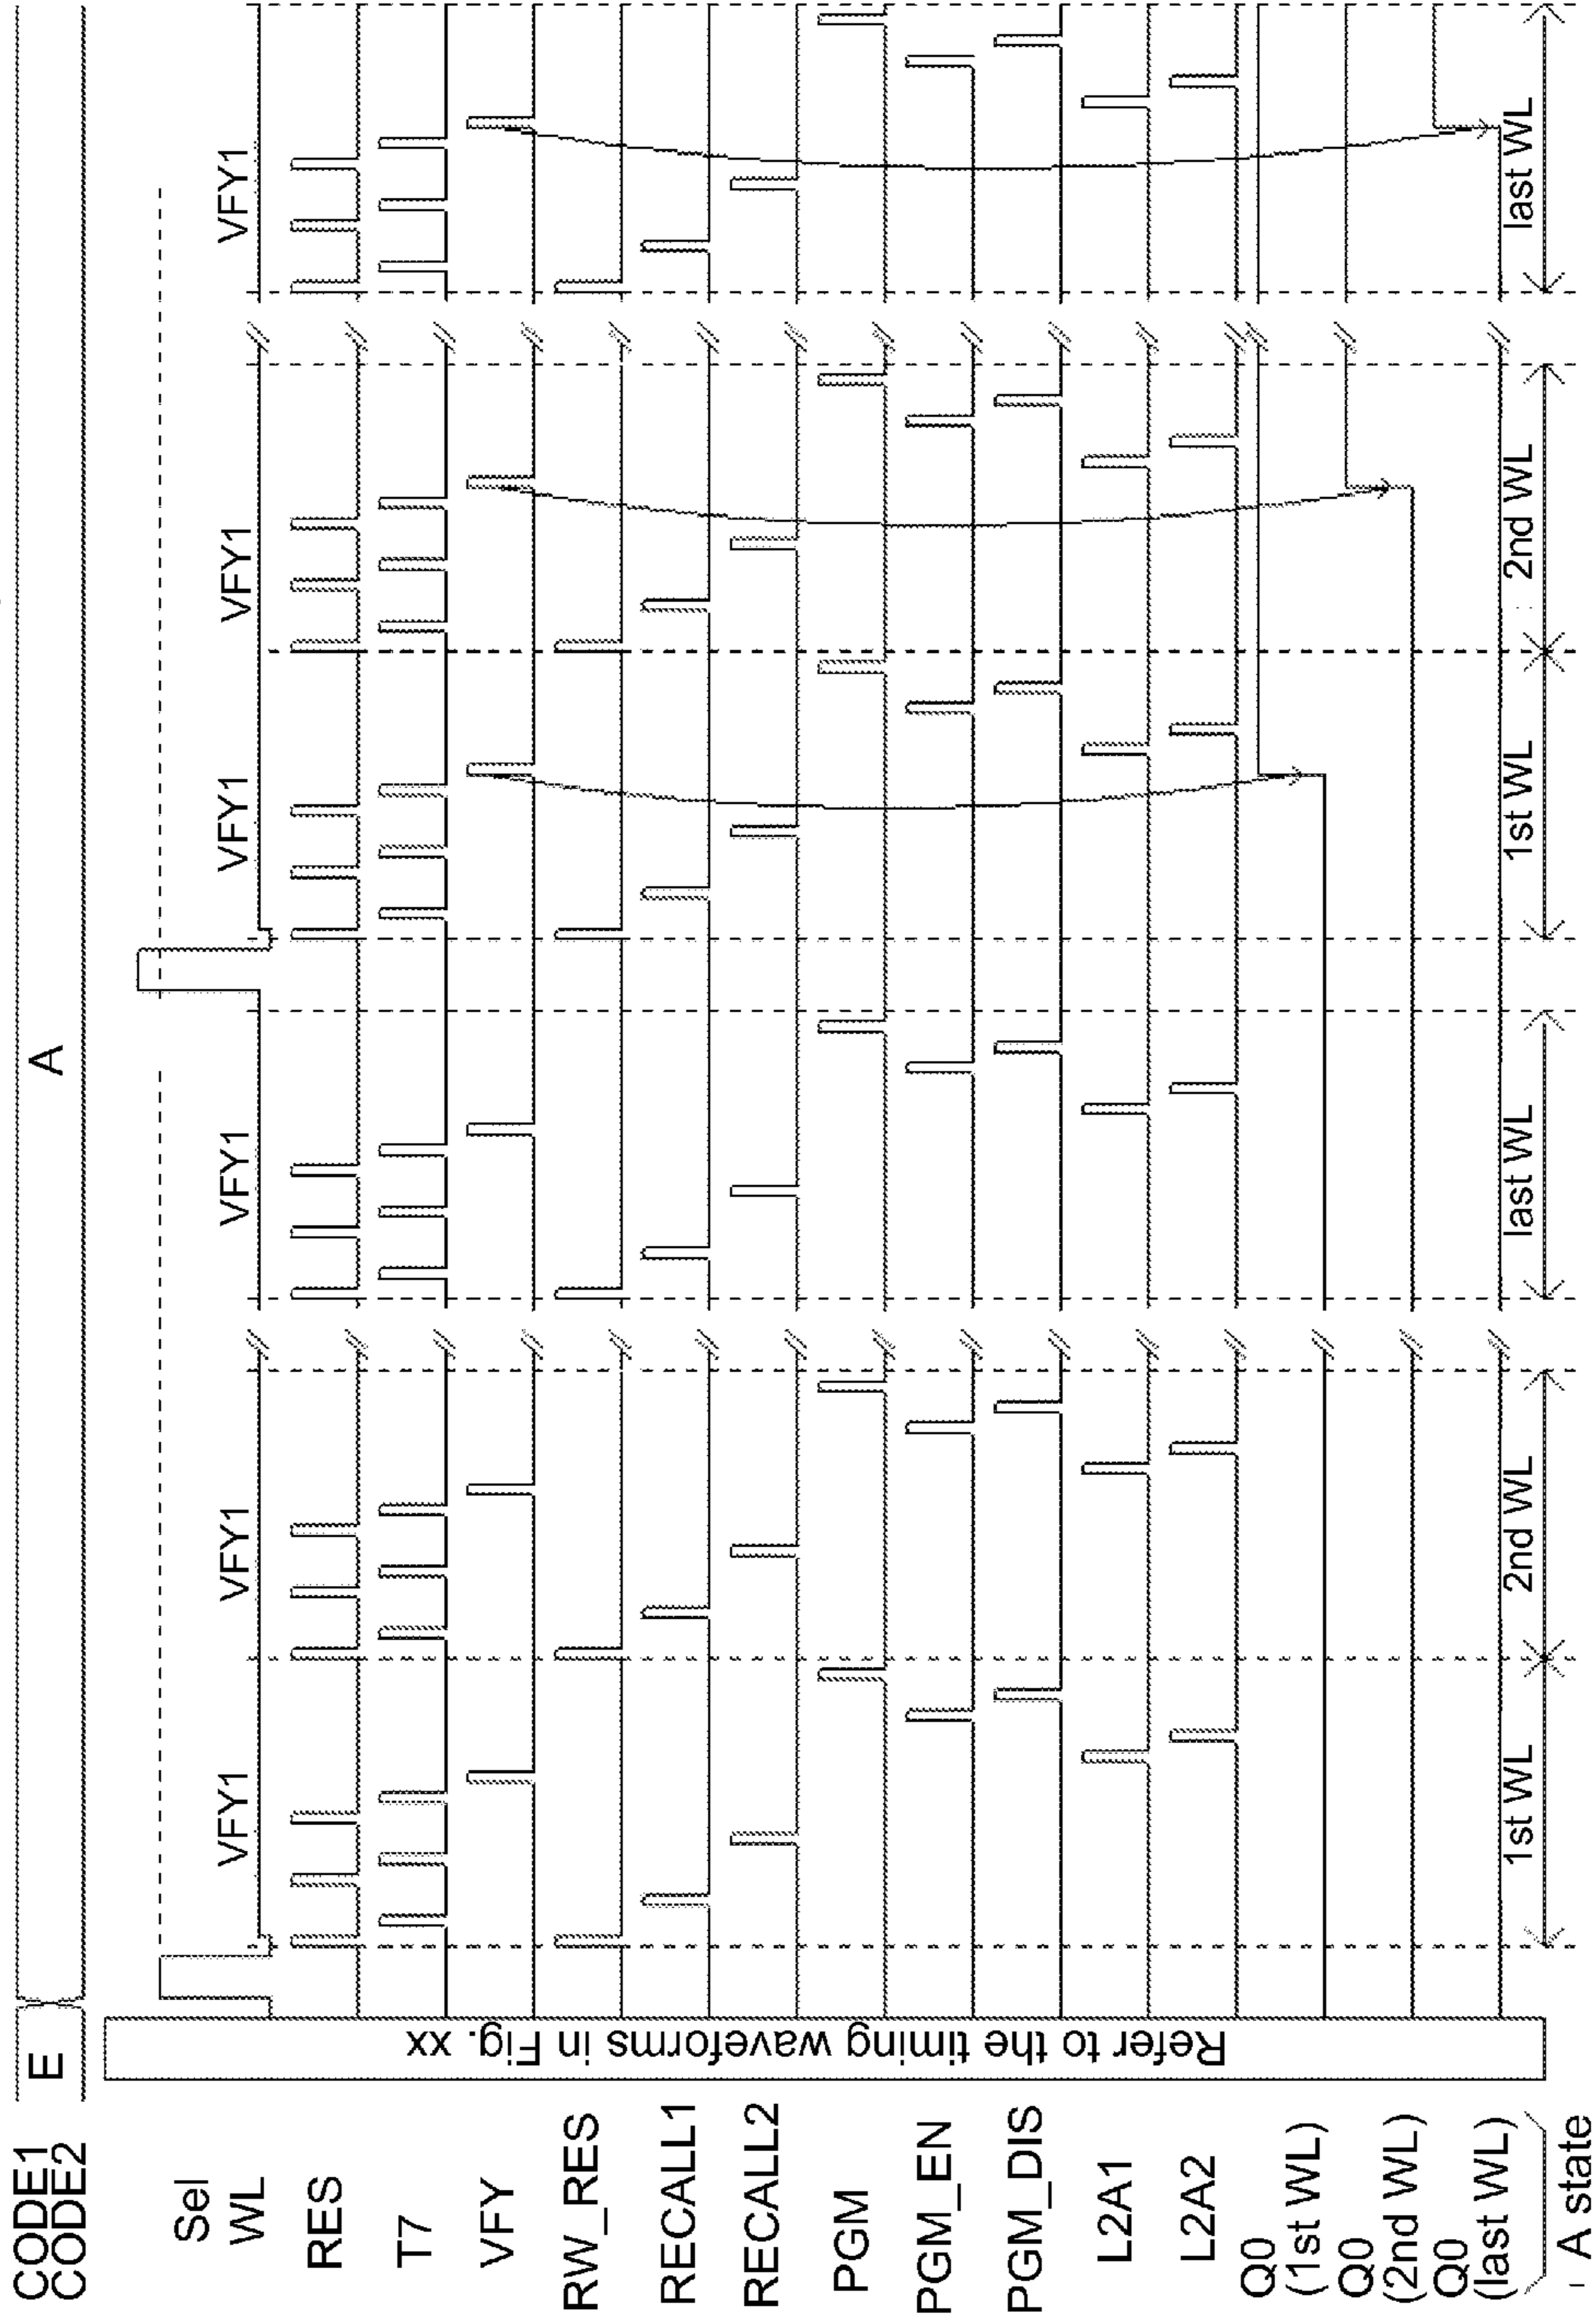 CODE1
CODE2
E
A
Sel
WL
VFY1
VFY1
VFY1
VFY1
VFY1
VFY1
RES
T7
VFY
RW_RES
RECALL1
RECALL2
PGM
PGM_EN
PGM_DIS
L2A1
L2A2
Q0
(1st WL)
Q0
(2nd WL)
Q0
(last WL)
A state
Refer to the timing waveforms in Fig. xx
1st WL
2nd WL
last WL
1st WL
2nd WL
last WL